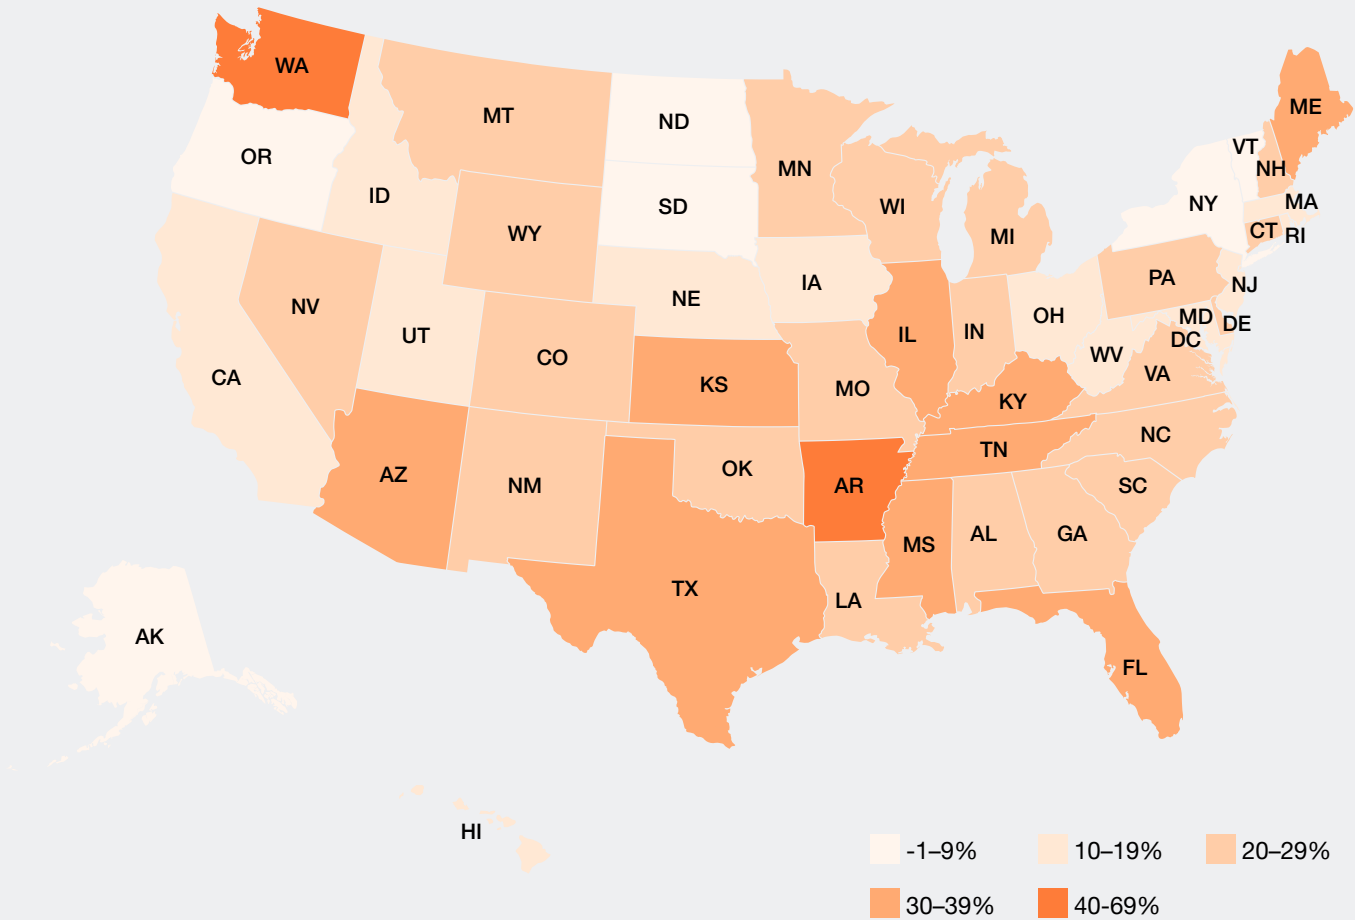 WA
ME
MT
ND
VT
OR
MN
NH
ID
MA
NY
SD
WI
CT
RI
WY
MI
PA
IA
NJ
NE
NV
MD
DE
OH
UT
IN
IL
DC
CO
WV
VA
CA
KS
MO
KY
NC
TN
AZ
OK
NM
AR
SC
AL
GA
MS
TX
LA
AK
FL
HI
-1–9%
10–19%
20–29%
30–39%
40-69%